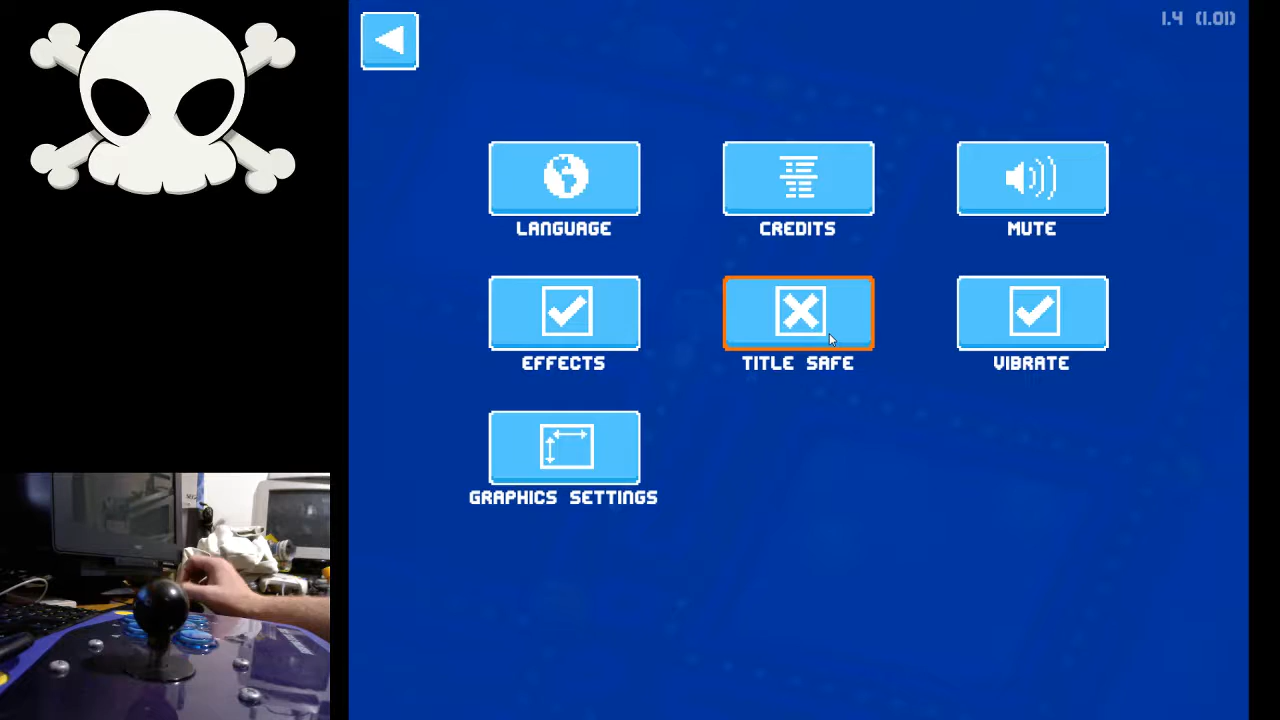 1.4 (1.01)
LANGUAGE
CREDITS
MUTE
EFFECTS
TITLE SAFE
VIBRATE
GRAPHICS SETTINGS